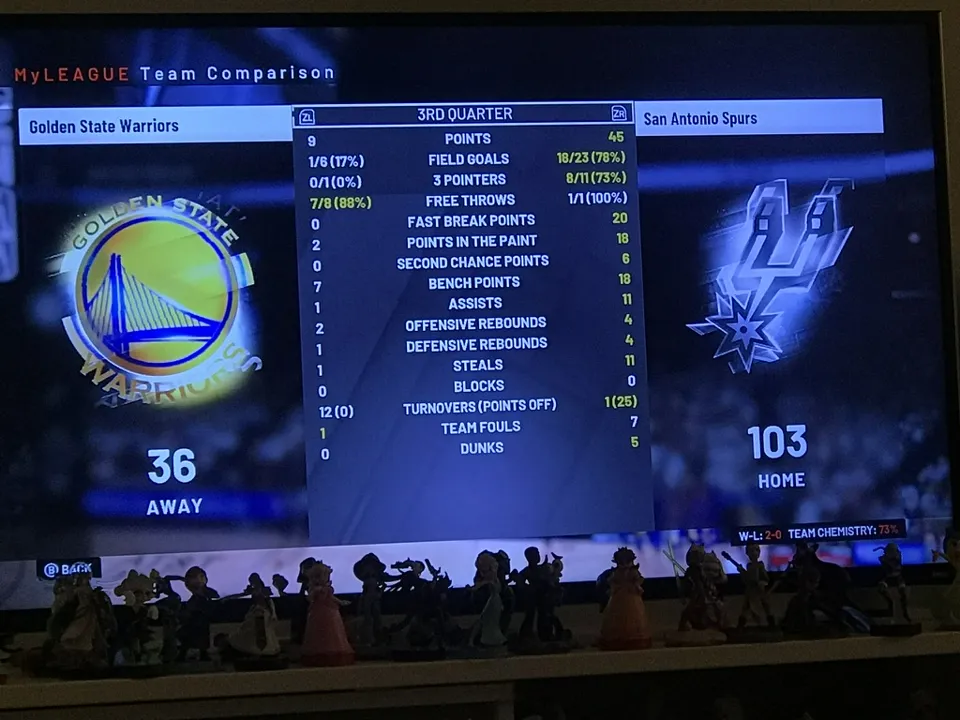 MyLEAGUE Team Comparison
Golden State Warriors
ZL 3RD QUARTER ZR
San Antonio Spurs
9 POINTS 45
1/6 (17%) FIELD GOALS 18/23 (78%)
0/1 (0%) 3 POINTERS 8/11 (73%)
7/8 (88%) FREE THROWS 1/1 (100%)
0 FAST BREAK POINTS 20
2 POINTS IN THE PAINT 18
0 SECOND CHANCE POINTS 6
7 BENCH POINTS 18
1 ASSISTS 11
2 OFFENSIVE REBOUNDS 4
1 DEFENSIVE REBOUNDS 4
1 STEALS 11
0 BLOCKS 0
12 (0) TURNOVERS (POINTS OFF) 1 (25)
1 TEAM FOULS 7
0 DUNKS 5
GOLDEN STATE
WARRIORS
36
AWAY
103
HOME
W-L: 2-0 TEAM CHEMISTRY: 73%
B BACK